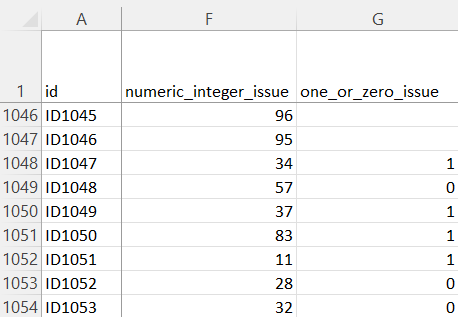 A F G
1 id numeric_integer_issue one_or_zero_issue
1046 ID1045 96
1047 ID1046 95
1048 ID1047 34 1
1049 ID1048 57 0
1050 ID1049 37 1
1051 ID1050 83 1
1052 ID1051 11 1
1053 ID1052 28 0
1054 ID1053 32 0